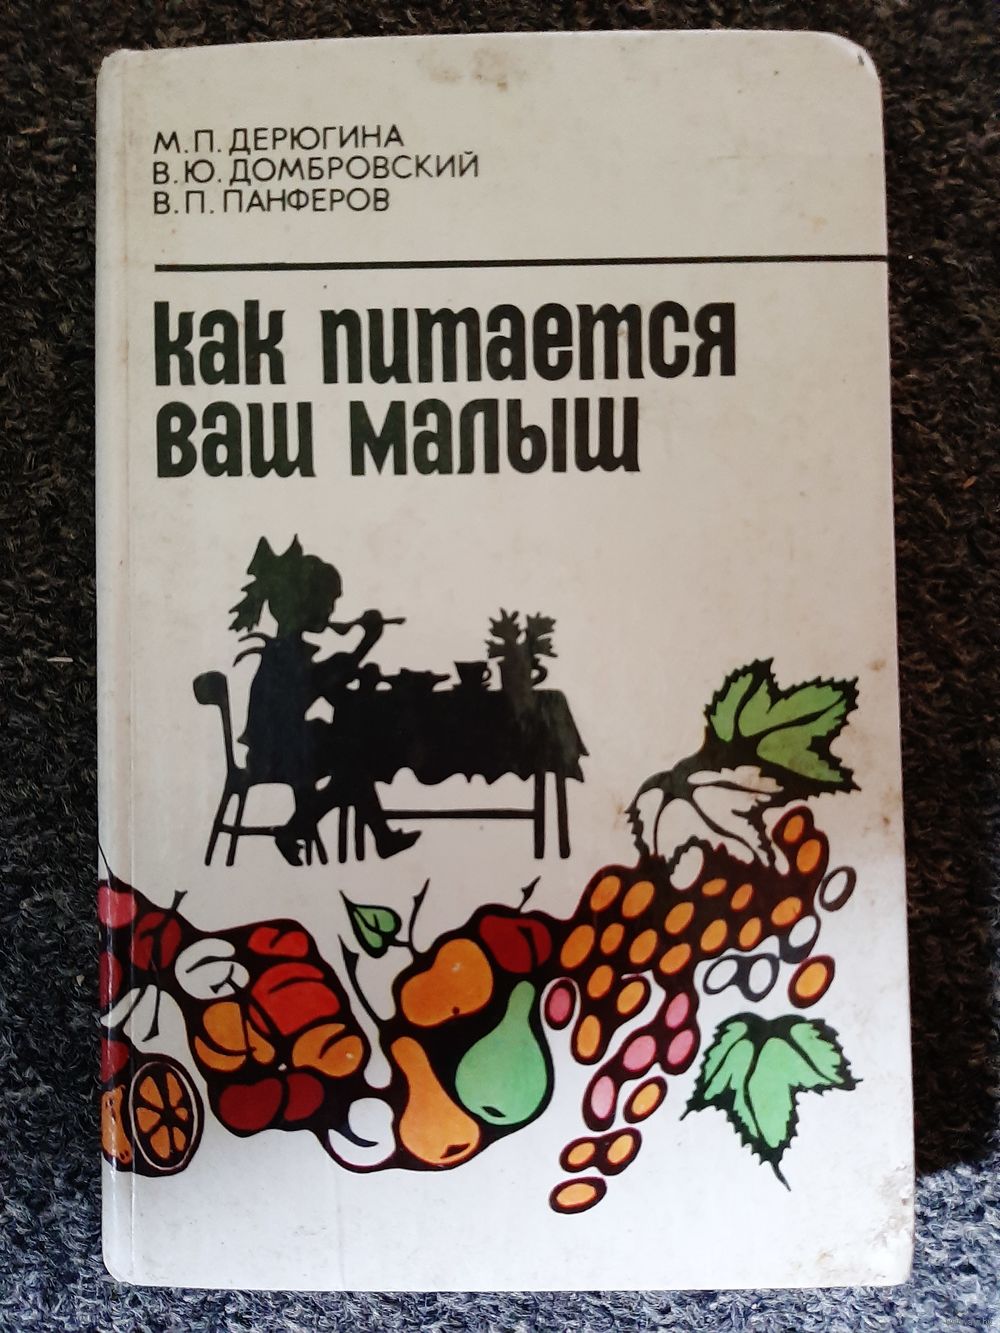 М.П. ДЕРЮГИНА
В.Ю. ДОМБРОВСКИЙ
В.П. ПАНФЕРОВ
как питается
ваш малыш